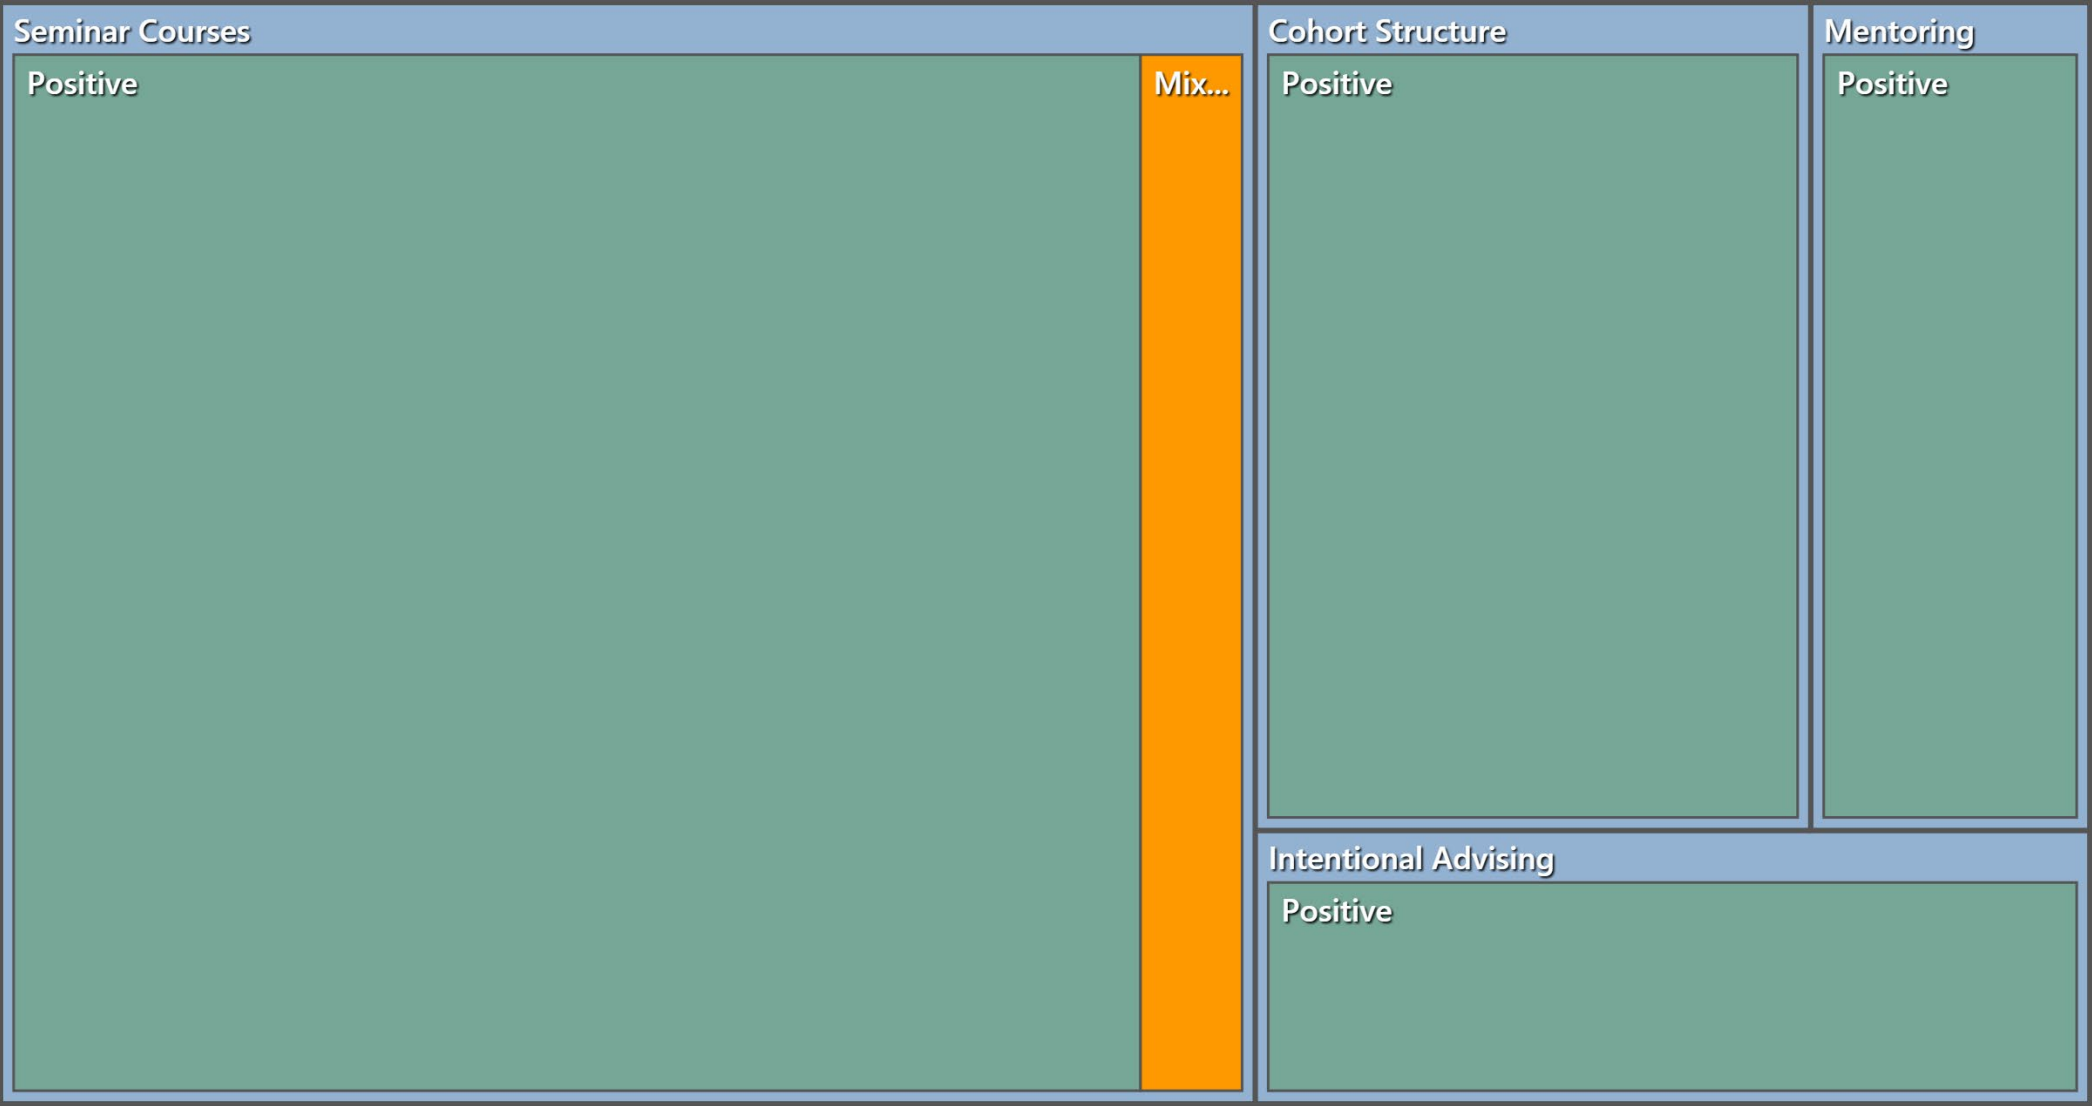 Seminar Courses
Positive
Mix...
Cohort Structure
Positive
Mentoring
Positive
Intentional Advising
Positive